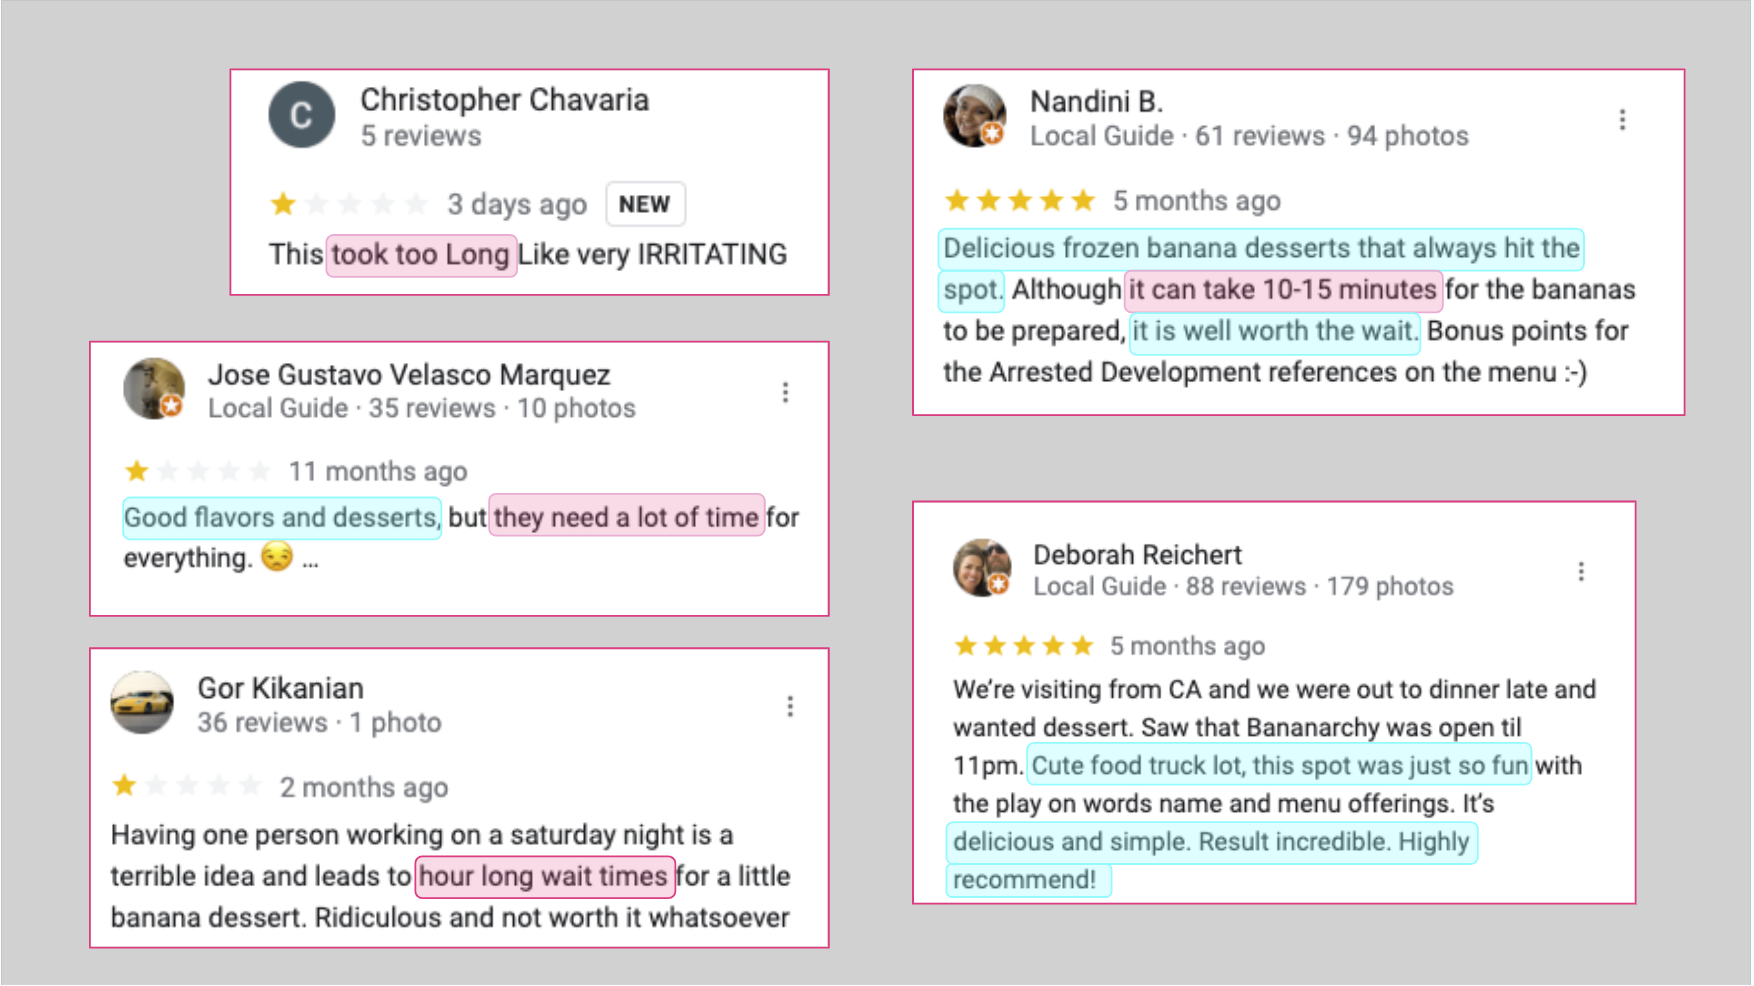 C
Christopher Chavaria
5 reviews
3 days ago NEW
This took too Long Like very IRRITATING
Jose Gustavo Velasco Marquez
Local Guide · 35 reviews · 10 photos
11 months ago
Good flavors and desserts, but they need a lot of time for
everything. 😒 ...
Gor Kikanian
36 reviews · 1 photo
2 months ago
Having one person working on a saturday night is a
terrible idea and leads to hour long wait times for a little
banana dessert. Ridiculous and not worth it whatsoever
Nandini B.
Local Guide · 61 reviews · 94 photos
5 months ago
Delicious frozen banana desserts that always hit the
spot. Although it can take 10-15 minutes for the bananas
to be prepared, it is well worth the wait. Bonus points for
the Arrested Development references on the menu :-)
Deborah Reichert
Local Guide · 88 reviews · 179 photos
5 months ago
We're visiting from CA and we were out to dinner late and
wanted dessert. Saw that Bananarchy was open til
11pm. Cute food truck lot, this spot was just so fun with
the play on words name and menu offerings. It's
delicious and simple. Result incredible. Highly
recommend!